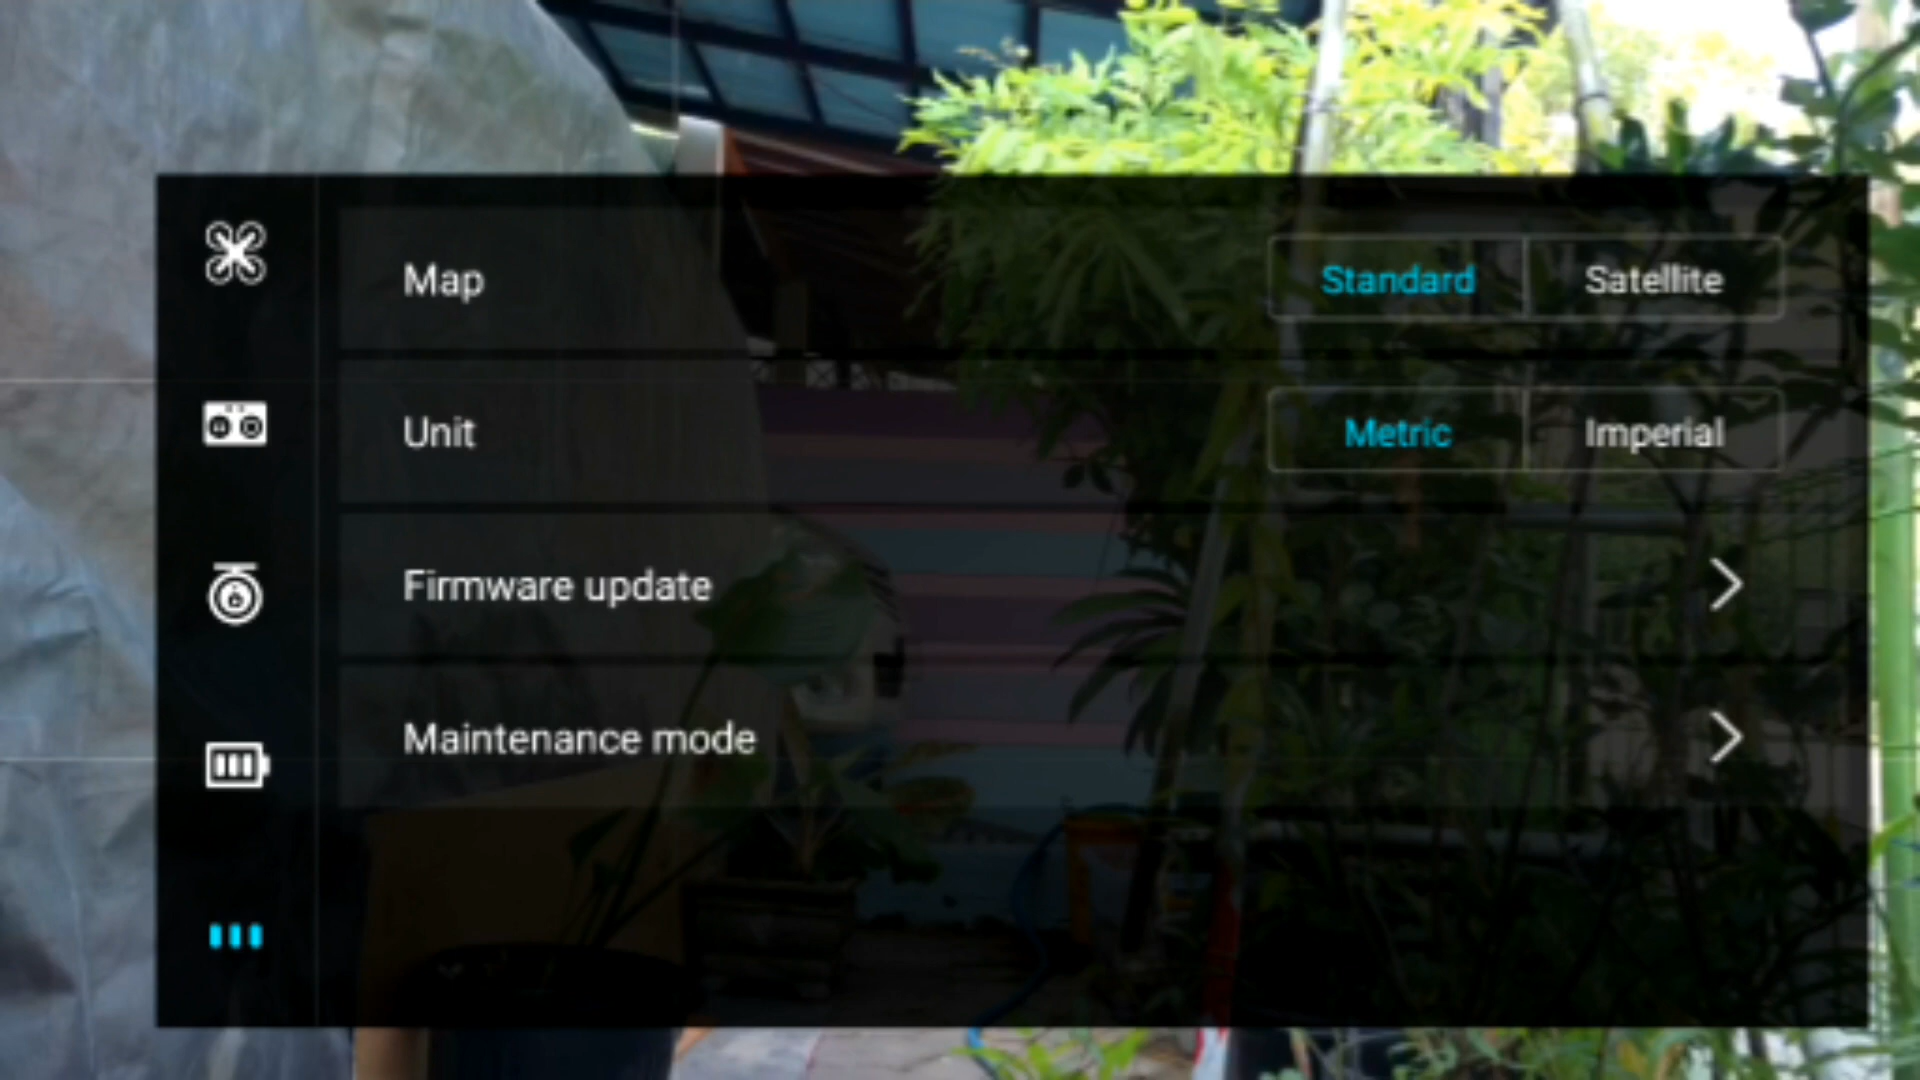 Map
Standard
Satellite
Unit
Metric
Imperial
Firmware update
Maintenance mode